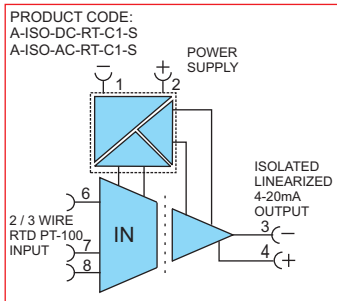 PRODUCT CODE:
A-ISO-DC-RT-C1-S
A-ISO-AC-RT-C1-S
POWER
SUPPLY
− +
1 2
6
2 / 3 WIRE
RTD PT-100
INPUT
7
8
IN
ISOLATED
LINEARIZED
4-20mA
OUTPUT
3 −
4 +